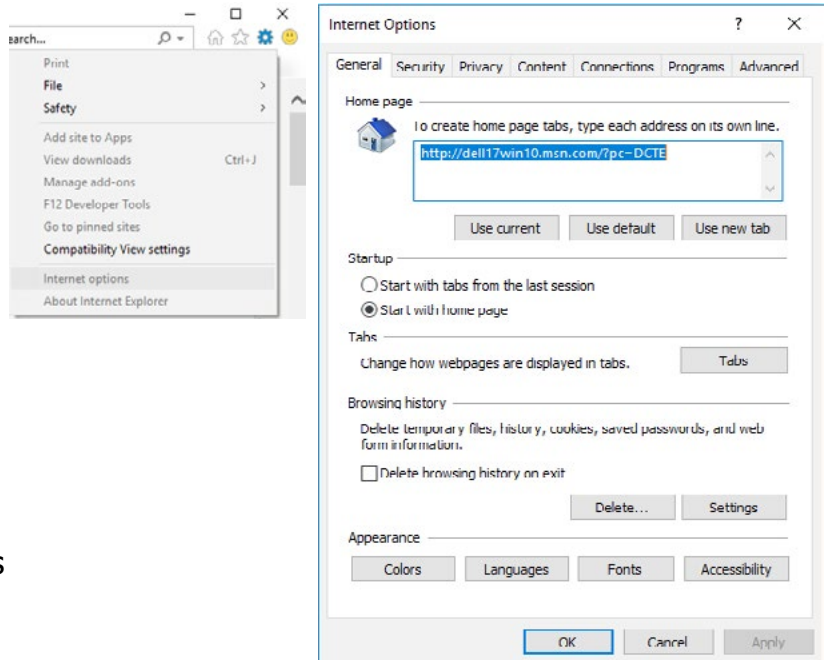 earch...
Print
File
Safety
Add site to Apps
View downloads Ctrl+J
Manage add-ons
F12 Developer Tools
Go to pinned sites
Compatibility View settings
Internet options
About Internet Explorer
s
Internet Options
General Security Privacy Content Connections Programs Advanced
Home page
To create home page tabs, type each address on its own line.
http://dell17win10.msn.com/?pc=DCTE
Use current Use default Use new tab
Startup
Start with tabs from the last session
Start with home page
Tabs
Change how webpages are displayed in tabs. Tabs
Browsing history
Delete temporary files, history, cookies, saved passwords, and web
form information.
Delete browsing history on exit
Delete... Settings
Appearance
Colors Languages Fonts Accessibility
OK Cancel Apply